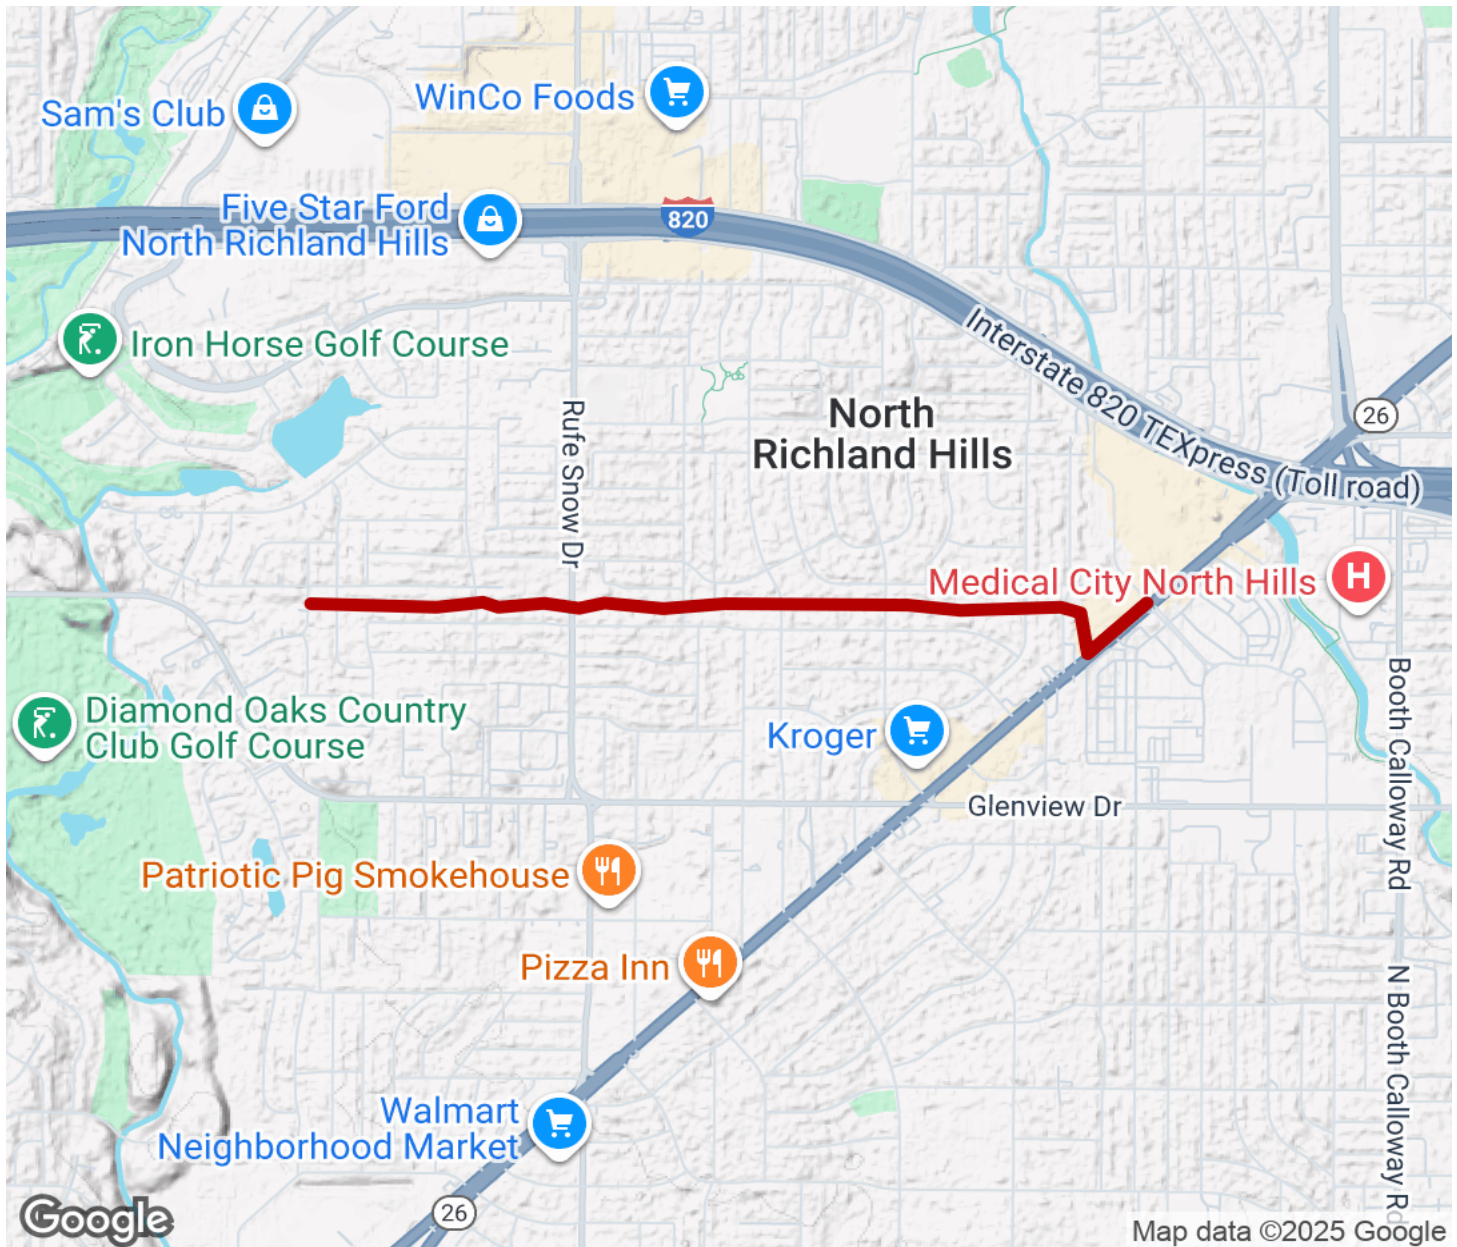 WinCo Foods
Sam's Club
Five Star Ford
North Richland Hills
820
Interstate 820 TEXpress (Toll road)
Iron Horse Golf Course
Rufe Snow Dr
North
Richland Hills
26
Medical City North Hills
H
Diamond Oaks Country
Club Golf Course
Kroger
Booth Calloway Rd
Glenview Dr
Patriotic Pig Smokehouse
Pizza Inn
N Booth Calloway Rd
Walmart
Neighborhood Market
26
Google
Map data ©2025 Google